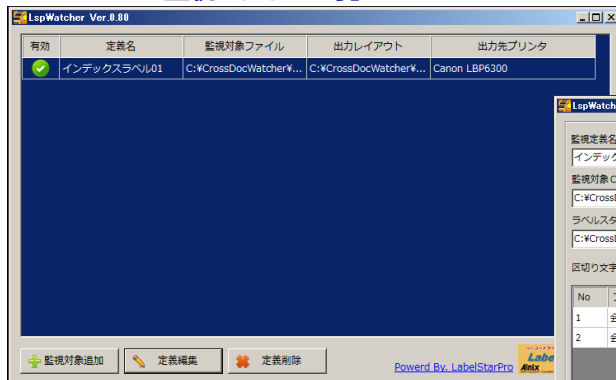 LspWatcher Ver.0.80
有効 定義名 監視対象ファイル 出力レイアウト 出力先プリンタ
インデックスラベル01 C:¥CrossDocWatcher¥... C:¥CrossDocWatcher¥... Canon LBP6300
LspWatch
監視定義名
インデック
監視対象C
C:¥Cross
ラベルスタ
C:¥Cross
区切り文字
No
1
2
監視対象追加 定義編集 定義削除
Powerd By. LabelStarPro
Labe
Ainix